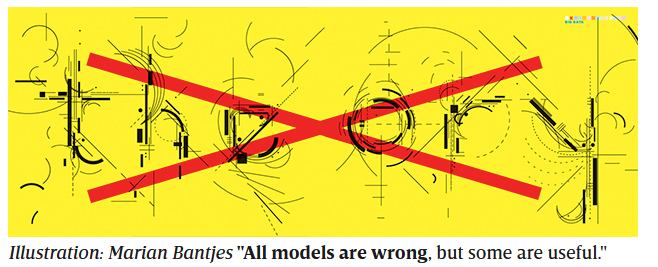 theory
Illustration: Marian Bantjes "All models are wrong, but some are useful."